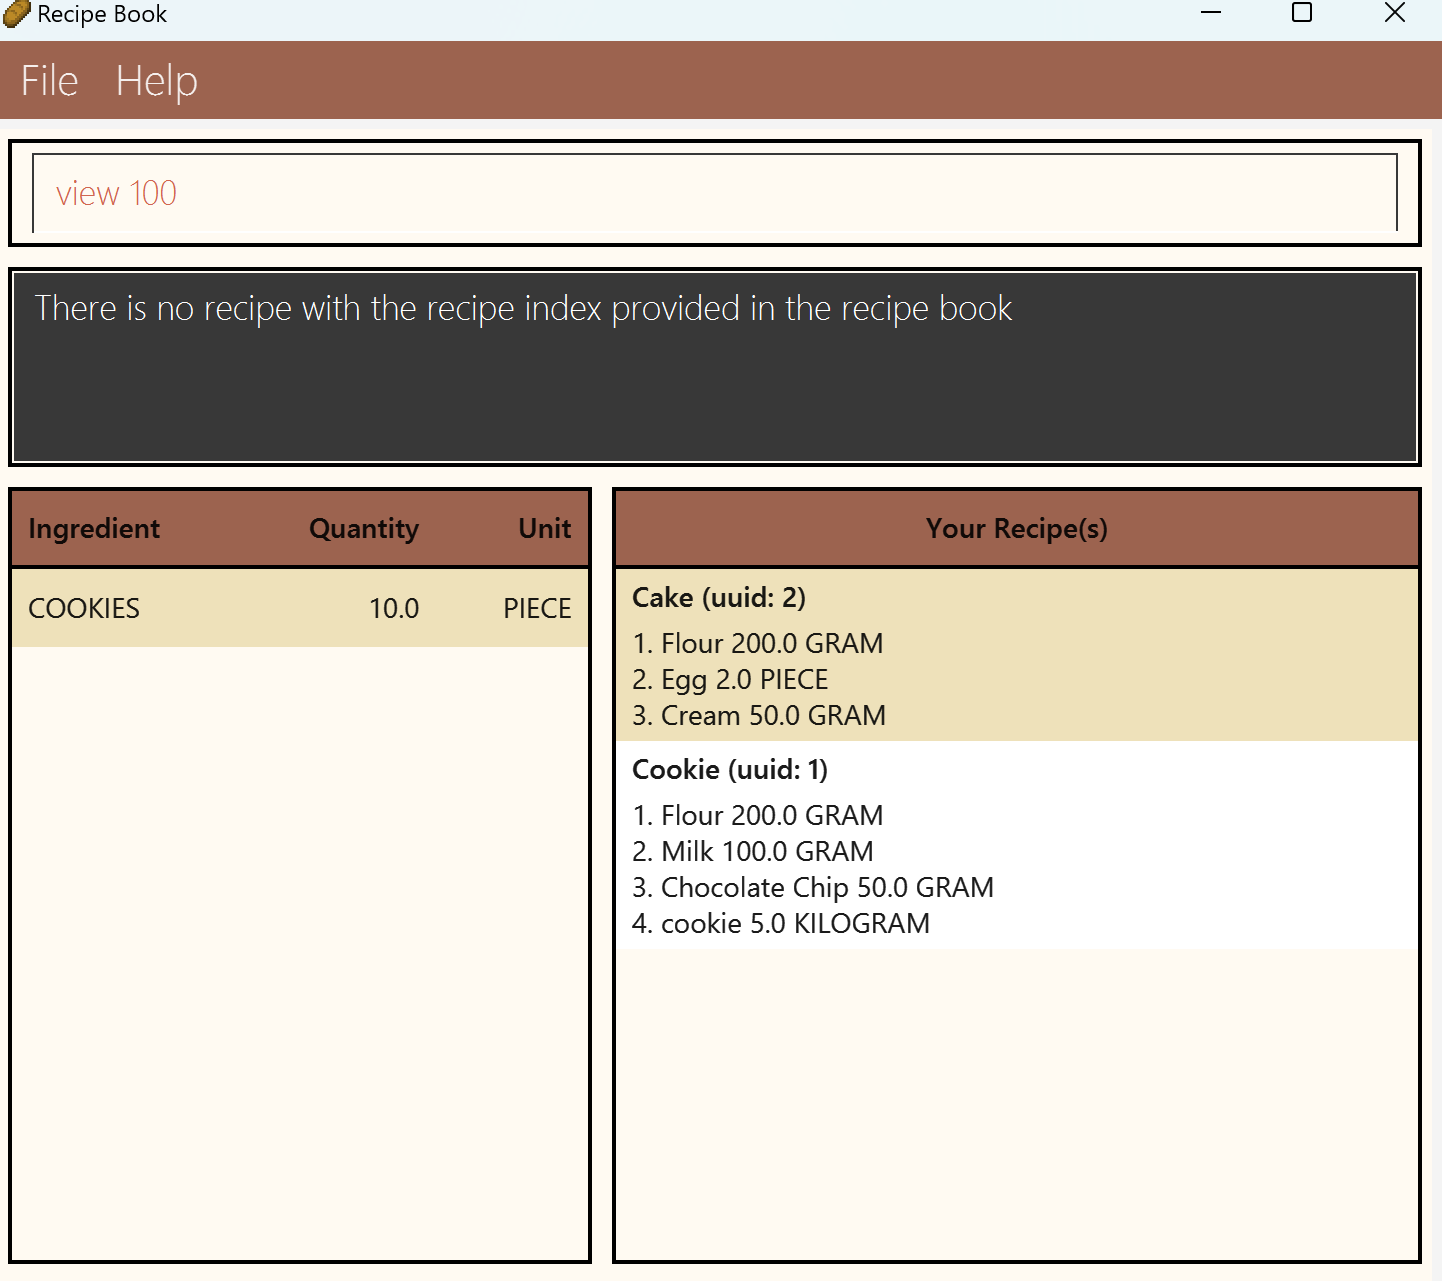 Recipe Book
File Help
view 100
There is no recipe with the recipe index provided in the recipe book
Ingredient Quantity Unit
COOKIES 10.0 PIECE
Your Recipe(s)
Cake (uuid: 2)
1. Flour 200.0 GRAM
2. Egg 2.0 PIECE
3. Cream 50.0 GRAM
Cookie (uuid: 1)
1. Flour 200.0 GRAM
2. Milk 100.0 GRAM
3. Chocolate Chip 50.0 GRAM
4. cookie 5.0 KILOGRAM